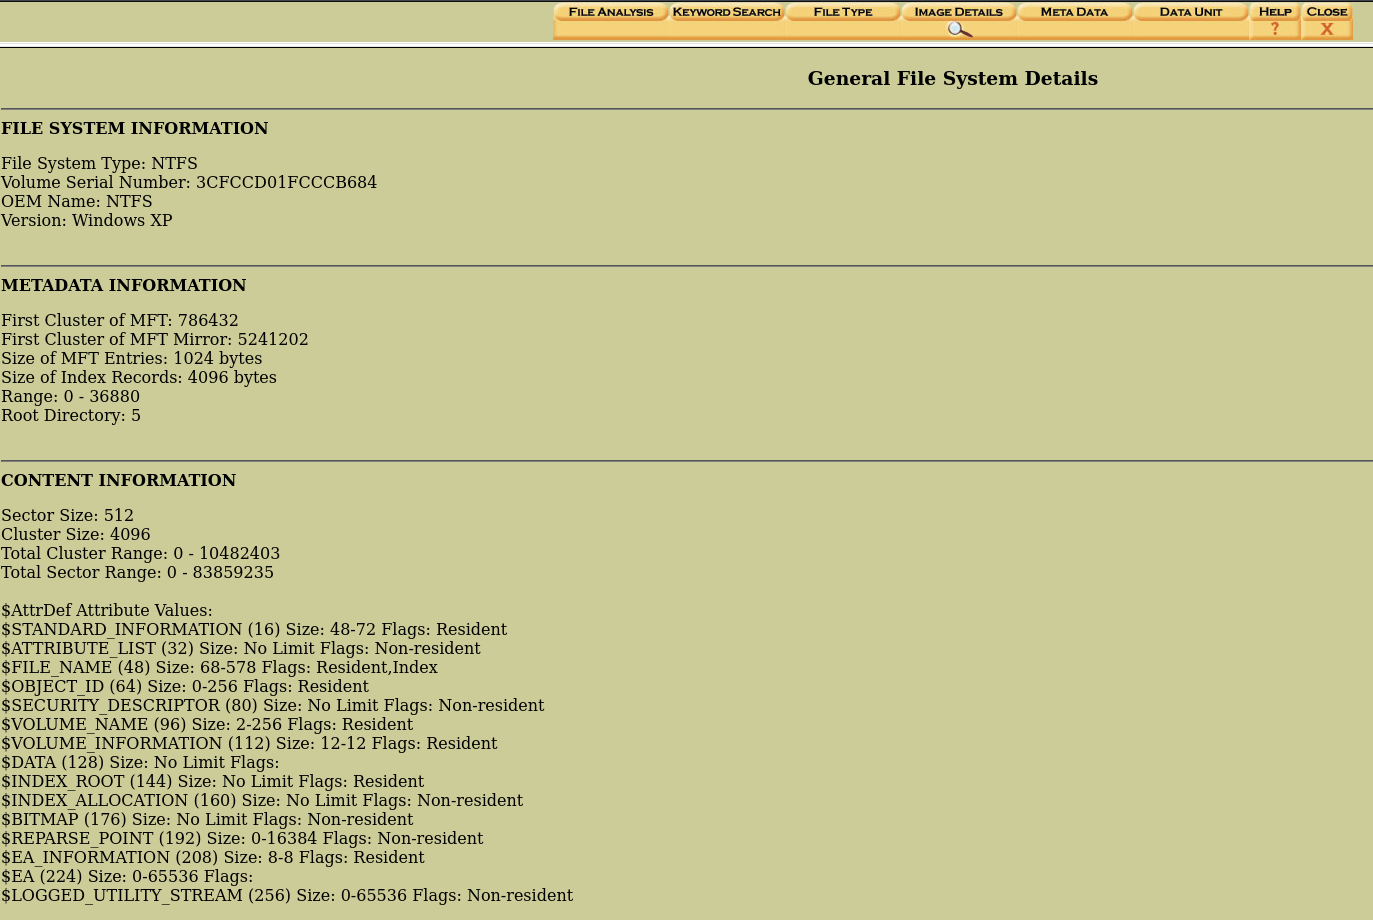 FILE ANALYSIS KEYWORD SEARCH FILE TYPE IMAGE DETAILS META DATA DATA UNIT HELP CLOSE
? X
General File System Details
FILE SYSTEM INFORMATION
File System Type: NTFS
Volume Serial Number: 3CFCCD01FCCCB684
OEM Name: NTFS
Version: Windows XP
METADATA INFORMATION
First Cluster of MFT: 786432
First Cluster of MFT Mirror: 5241202
Size of MFT Entries: 1024 bytes
Size of Index Records: 4096 bytes
Range: 0 - 36880
Root Directory: 5
CONTENT INFORMATION
Sector Size: 512
Cluster Size: 4096
Total Cluster Range: 0 - 10482403
Total Sector Range: 0 - 83859235
$AttrDef Attribute Values:
$STANDARD_INFORMATION (16) Size: 48-72 Flags: Resident
$ATTRIBUTE_LIST (32) Size: No Limit Flags: Non-resident
$FILE_NAME (48) Size: 68-578 Flags: Resident,Index
$OBJECT_ID (64) Size: 0-256 Flags: Resident
$SECURITY_DESCRIPTOR (80) Size: No Limit Flags: Non-resident
$VOLUME_NAME (96) Size: 2-256 Flags: Resident
$VOLUME_INFORMATION (112) Size: 12-12 Flags: Resident
$DATA (128) Size: No Limit Flags:
$INDEX_ROOT (144) Size: No Limit Flags: Resident
$INDEX_ALLOCATION (160) Size: No Limit Flags: Non-resident
$BITMAP (176) Size: No Limit Flags: Non-resident
$REPARSE_POINT (192) Size: 0-16384 Flags: Non-resident
$EA_INFORMATION (208) Size: 8-8 Flags: Resident
$EA (224) Size: 0-65536 Flags:
$LOGGED_UTILITY_STREAM (256) Size: 0-65536 Flags: Non-resident